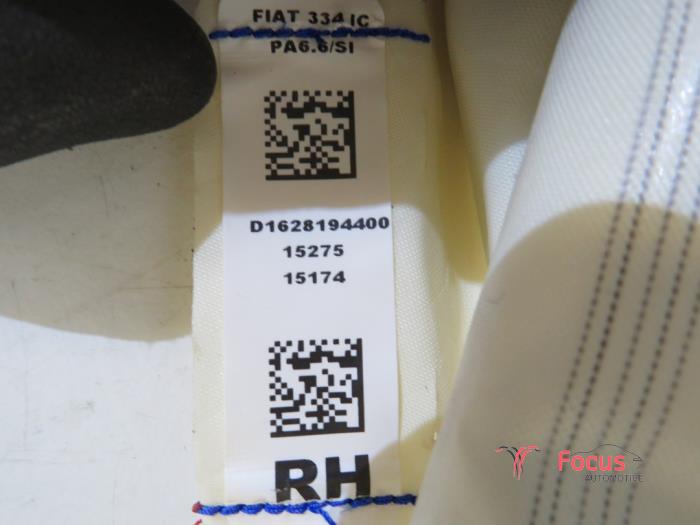 FIAT 334 IC
PA6.6/SI
D1628194400
15275
15174
RH
Focus
AUTOMOTIVE